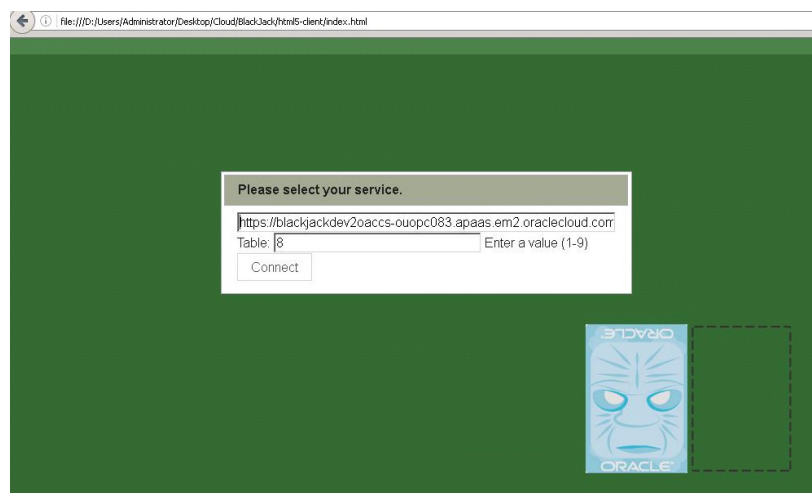 file:///D:/Users/Administrator/Desktop/Cloud/BlackJack/html5-client/index.html
Please select your service.
https://blackjackdev2oaccs-ouopc083.apaas.em2.oraclecloud.com
Table: 8 Enter a value (1-9)
Connect
ORACLE
ORACLE